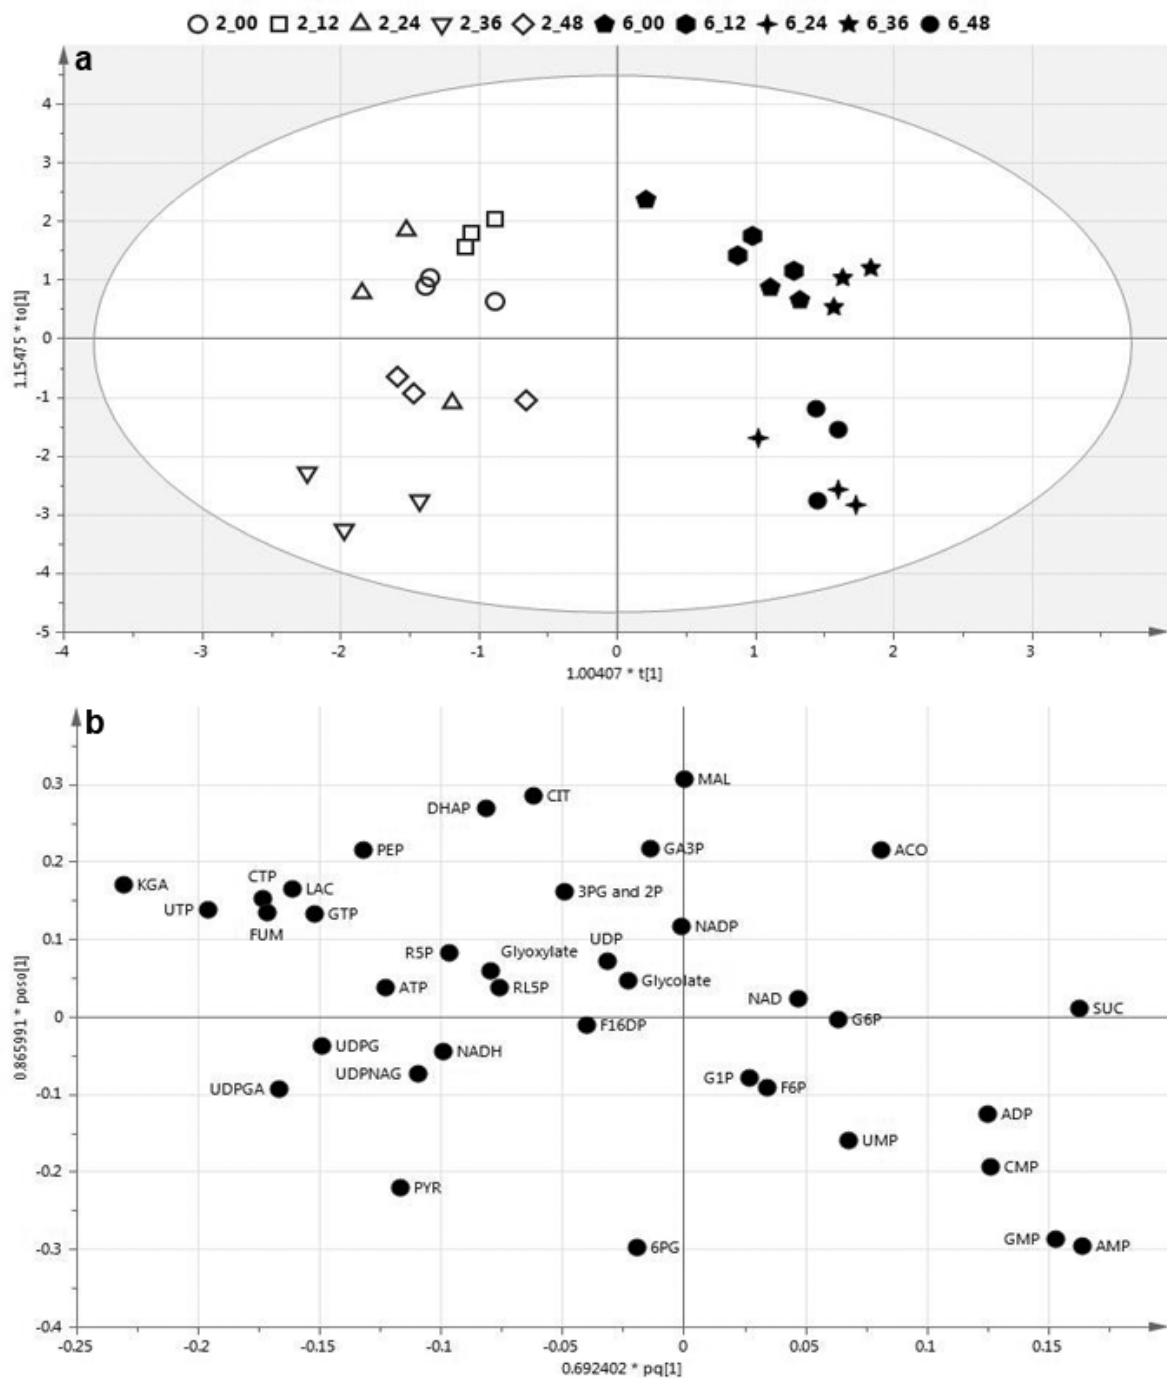 2_00 2_12 2_24 2_36 2_48 6_00 6_12 6_24 6_36 6_48
a
4
3
2
1
0
-1
-2
-3
-4
-5
1.15475 * to[1]
-4 -3 -2 -1 0 1 2 3
1.00407 * t[1]
b
0.3
0.2
0.1
0
-0.1
-0.2
-0.3
-0.4
0.865991 * poso[1]
MAL
CIT
DHAP
PEP
GA3P
ACO
KGA
CTP
LAC
3PG and 2P
UTP
GTP
FUM
NADP
R5P
Glyoxylate
UDP
ATP
RL5P
Glycolate
NAD
SUC
G6P
F16DP
UDPG
NADH
UDPNAG
UDPGA
G1P
F6P
ADP
UMP
CMP
PYR
6PG
GMP
AMP
-0.25 -0.2 -0.15 -0.1 -0.05 0 0.05 0.1 0.15
0.692402 * pq[1]